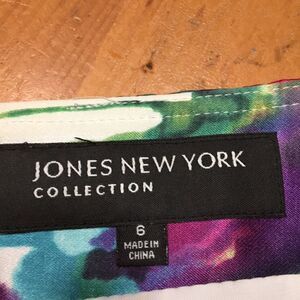 JONES NEW YORK
COLLECTION
6
MADE IN
CHINA